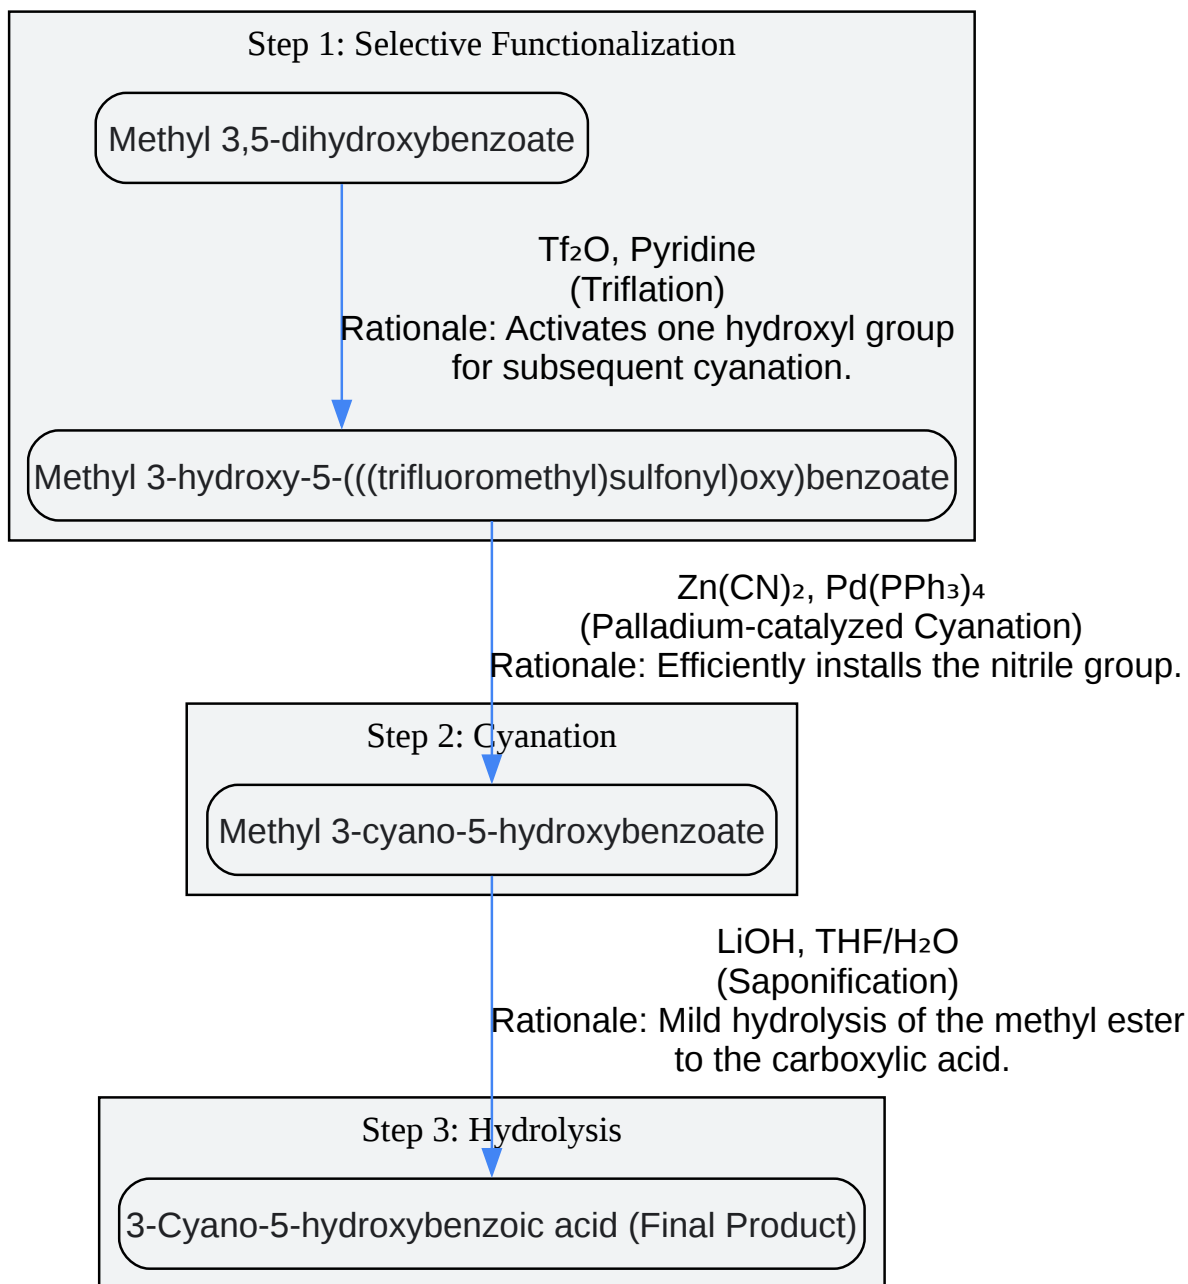 Step 1: Selective Functionalization
Methyl 3,5-dihydroxybenzoate
Tf₂O, Pyridine
(Triflation)
Rationale: Activates one hydroxyl group
for subsequent cyanation.
Methyl 3-hydroxy-5-(((trifluoromethyl)sulfonyl)oxy)benzoate
Zn(CN)₂, Pd(PPh₃)₄
(Palladium-catalyzed Cyanation)
Rationale: Efficiently installs the nitrile group.
Step 2: Cyanation
Methyl 3-cyano-5-hydroxybenzoate
LiOH, THF/H₂O
(Saponification)
Rationale: Mild hydrolysis of the methyl ester
to the carboxylic acid.
Step 3: Hydrolysis
3-Cyano-5-hydroxybenzoic acid (Final Product)